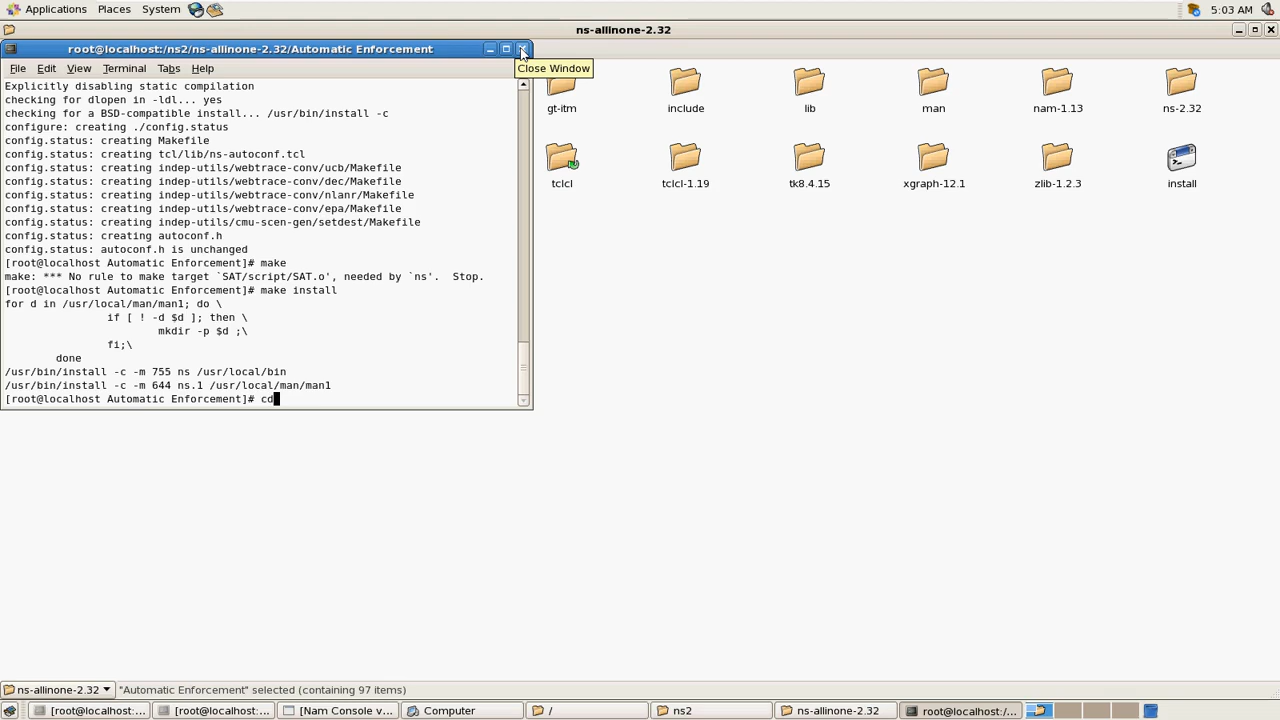 Applications Places System 5:03 AM
ns-allinone-2.32
root@localhost:/ns2/ns-allinone-2.32/Automatic Enforcement
File Edit View Terminal Tabs Help
Close Window
Explicitly disabling static compilation
checking for dlopen in -ldl... yes
checking for a BSD-compatible install... /usr/bin/install -c
configure: creating ./config.status
config.status: creating Makefile
config.status: creating tcl/lib/ns-autoconf.tcl
config.status: creating indep-utils/webtrace-conv/ucb/Makefile
config.status: creating indep-utils/webtrace-conv/dec/Makefile
config.status: creating indep-utils/webtrace-conv/nlanr/Makefile
config.status: creating indep-utils/webtrace-conv/epa/Makefile
config.status: creating indep-utils/cmu-scen-gen/setdest/Makefile
config.status: creating autoconf.h
config.status: autoconf.h is unchanged
[root@localhost Automatic Enforcement]# make
make: *** No rule to make target `SAT/script/SAT.o', needed by `ns'.  Stop.
[root@localhost Automatic Enforcement]# make install
for d in /usr/local/man/man1; do \
if [ ! -d $d ]; then \
mkdir -p $d ;\
fi;\
done
/usr/bin/install -c -m 755 ns /usr/local/bin
/usr/bin/install -c -m 644 ns.1 /usr/local/man/man1
[root@localhost Automatic Enforcement]# cd
gt-itm include lib man nam-1.13 ns-2.32
tclcl tclcl-1.19 tk8.4.15 xgraph-12.1 zlib-1.2.3 install
ns-allinone-2.32 "Automatic Enforcement" selected (containing 97 items)
[root@localhost:... [root@localhost:... [Nam Console v... Computer / ns2 ns-allinone-2.32 root@localhost:/...